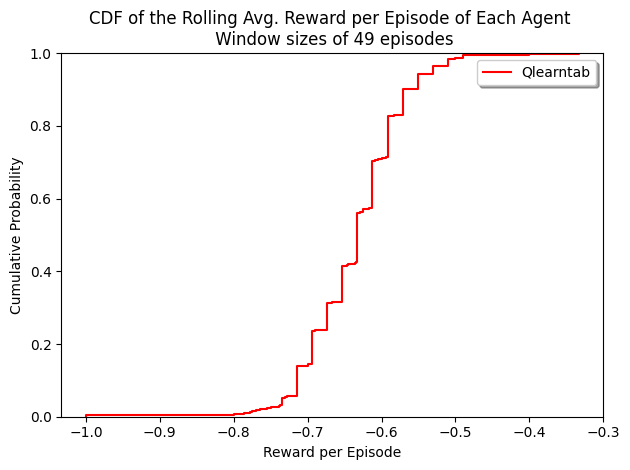 CDF of the Rolling Avg. Reward per Episode of Each Agent
Window sizes of 49 episodes
Qlearntab
Cumulative Probability
1.0
0.8
0.6
0.4
0.2
0.0
−1.0 −0.9 −0.8 −0.7 −0.6 −0.5 −0.4 −0.3
Reward per Episode